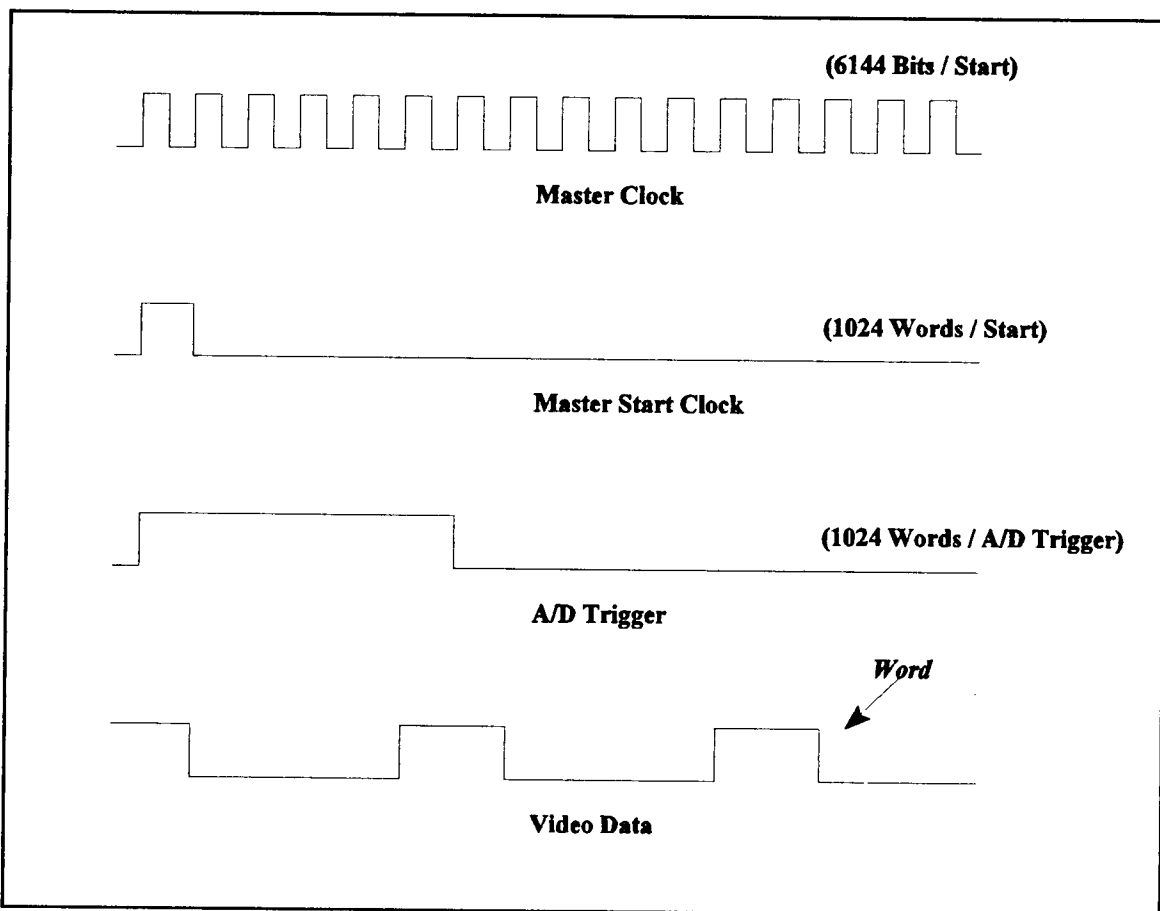 (6144 Bits / Start)
Master Clock
(1024 Words / Start)
Master Start Clock
(1024 Words / A/D Trigger)
A/D Trigger
Word
Video Data